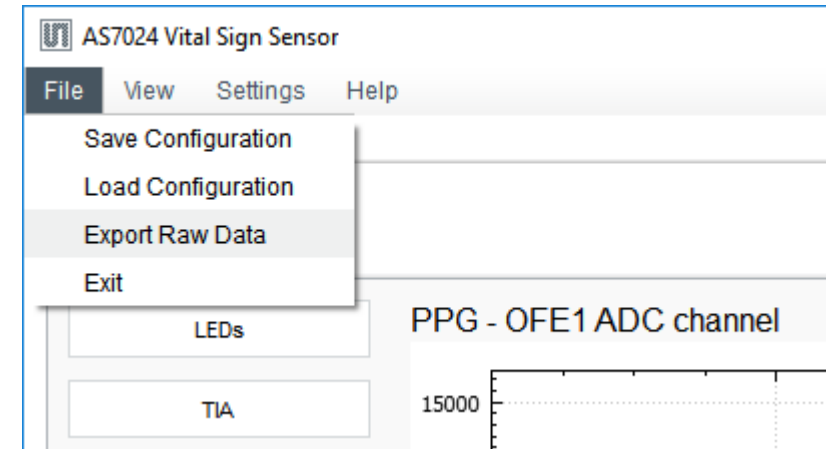 AS7024 Vital Sign Sensor
File View Settings Help
Save Configuration
Load Configuration
Export Raw Data
Exit
LEDs
PPG - OFE1 ADC channel
TIA
15000